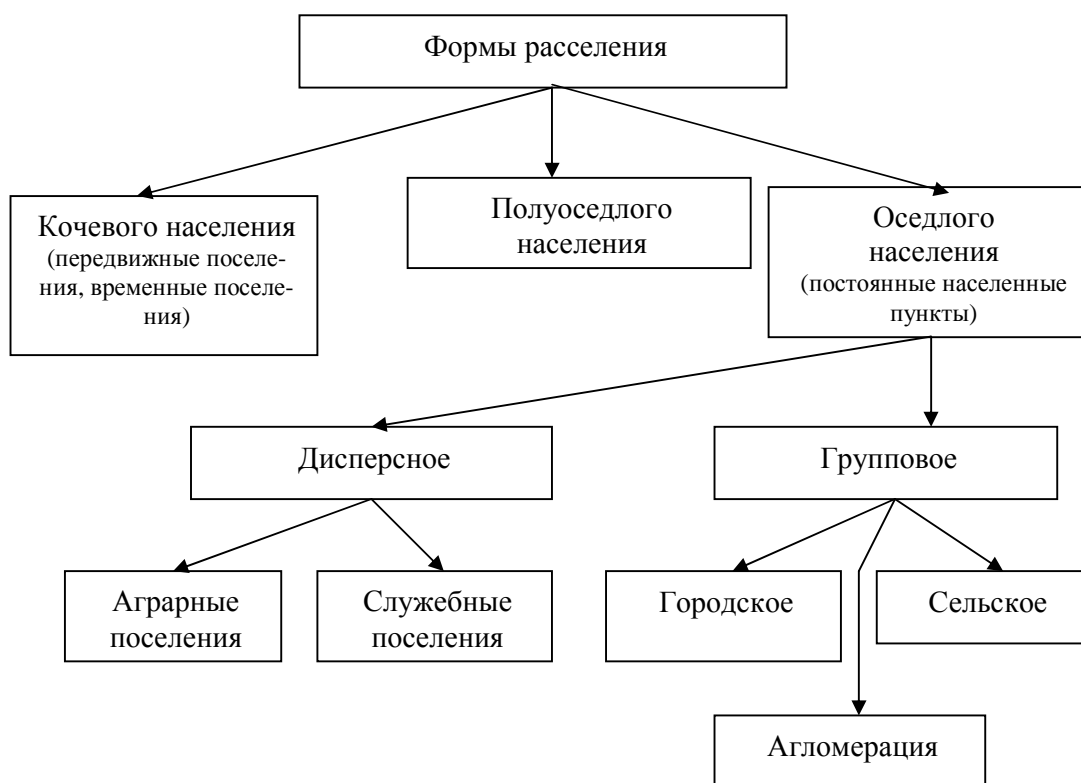 Формы расселения
Кочевого населения
(передвижные поселе-
ния, временные поселе-
ния)
Полуоседлого
населения
Оседлого
населения
(постоянные населенные
пункты)
Дисперсное
Групповое
Аграрные
поселения
Служебные
поселения
Городское
Сельское
Агломерация